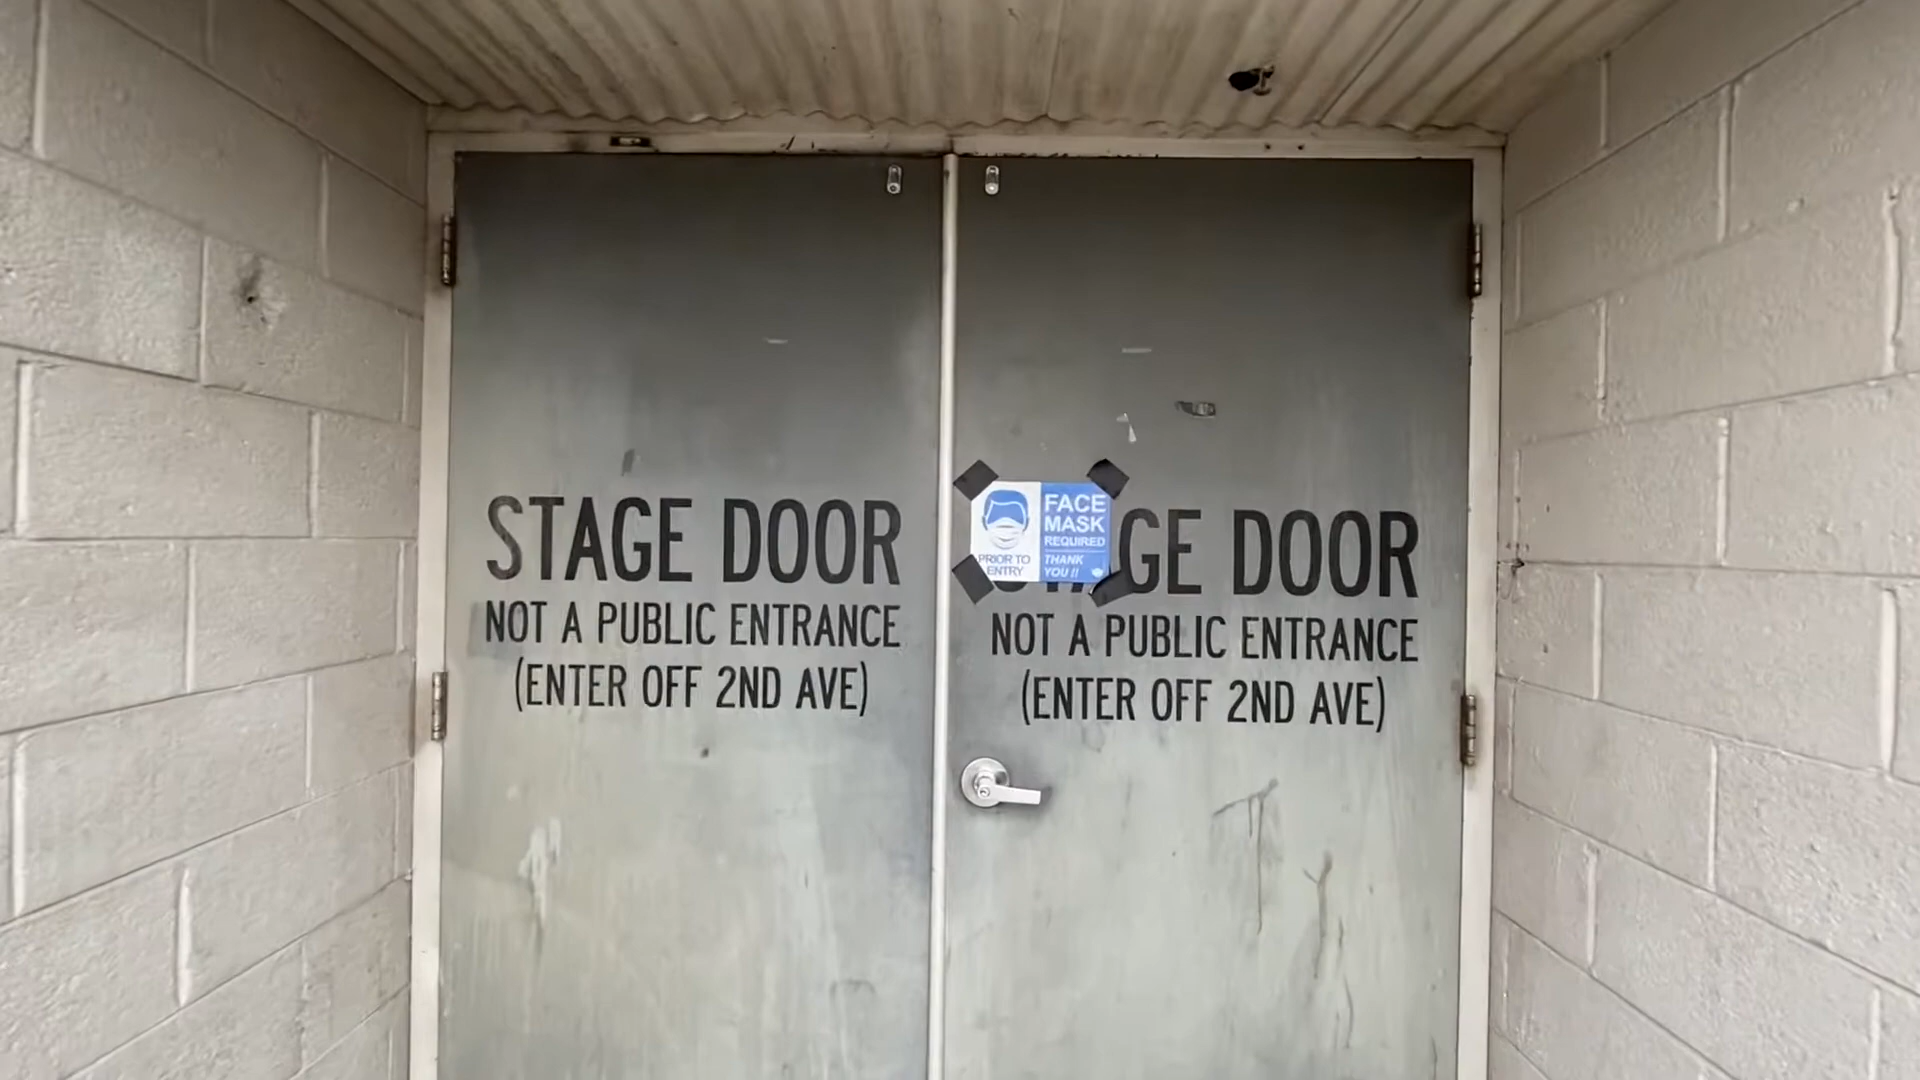 STAGE DOOR
NOT A PUBLIC ENTRANCE
(ENTER OFF 2ND AVE)
PRIOR TO
ENTRY
FACE
MASK
REQUIRED
THANK
YOU !!
GE DOOR
NOT A PUBLIC ENTRANCE
(ENTER OFF 2ND AVE)